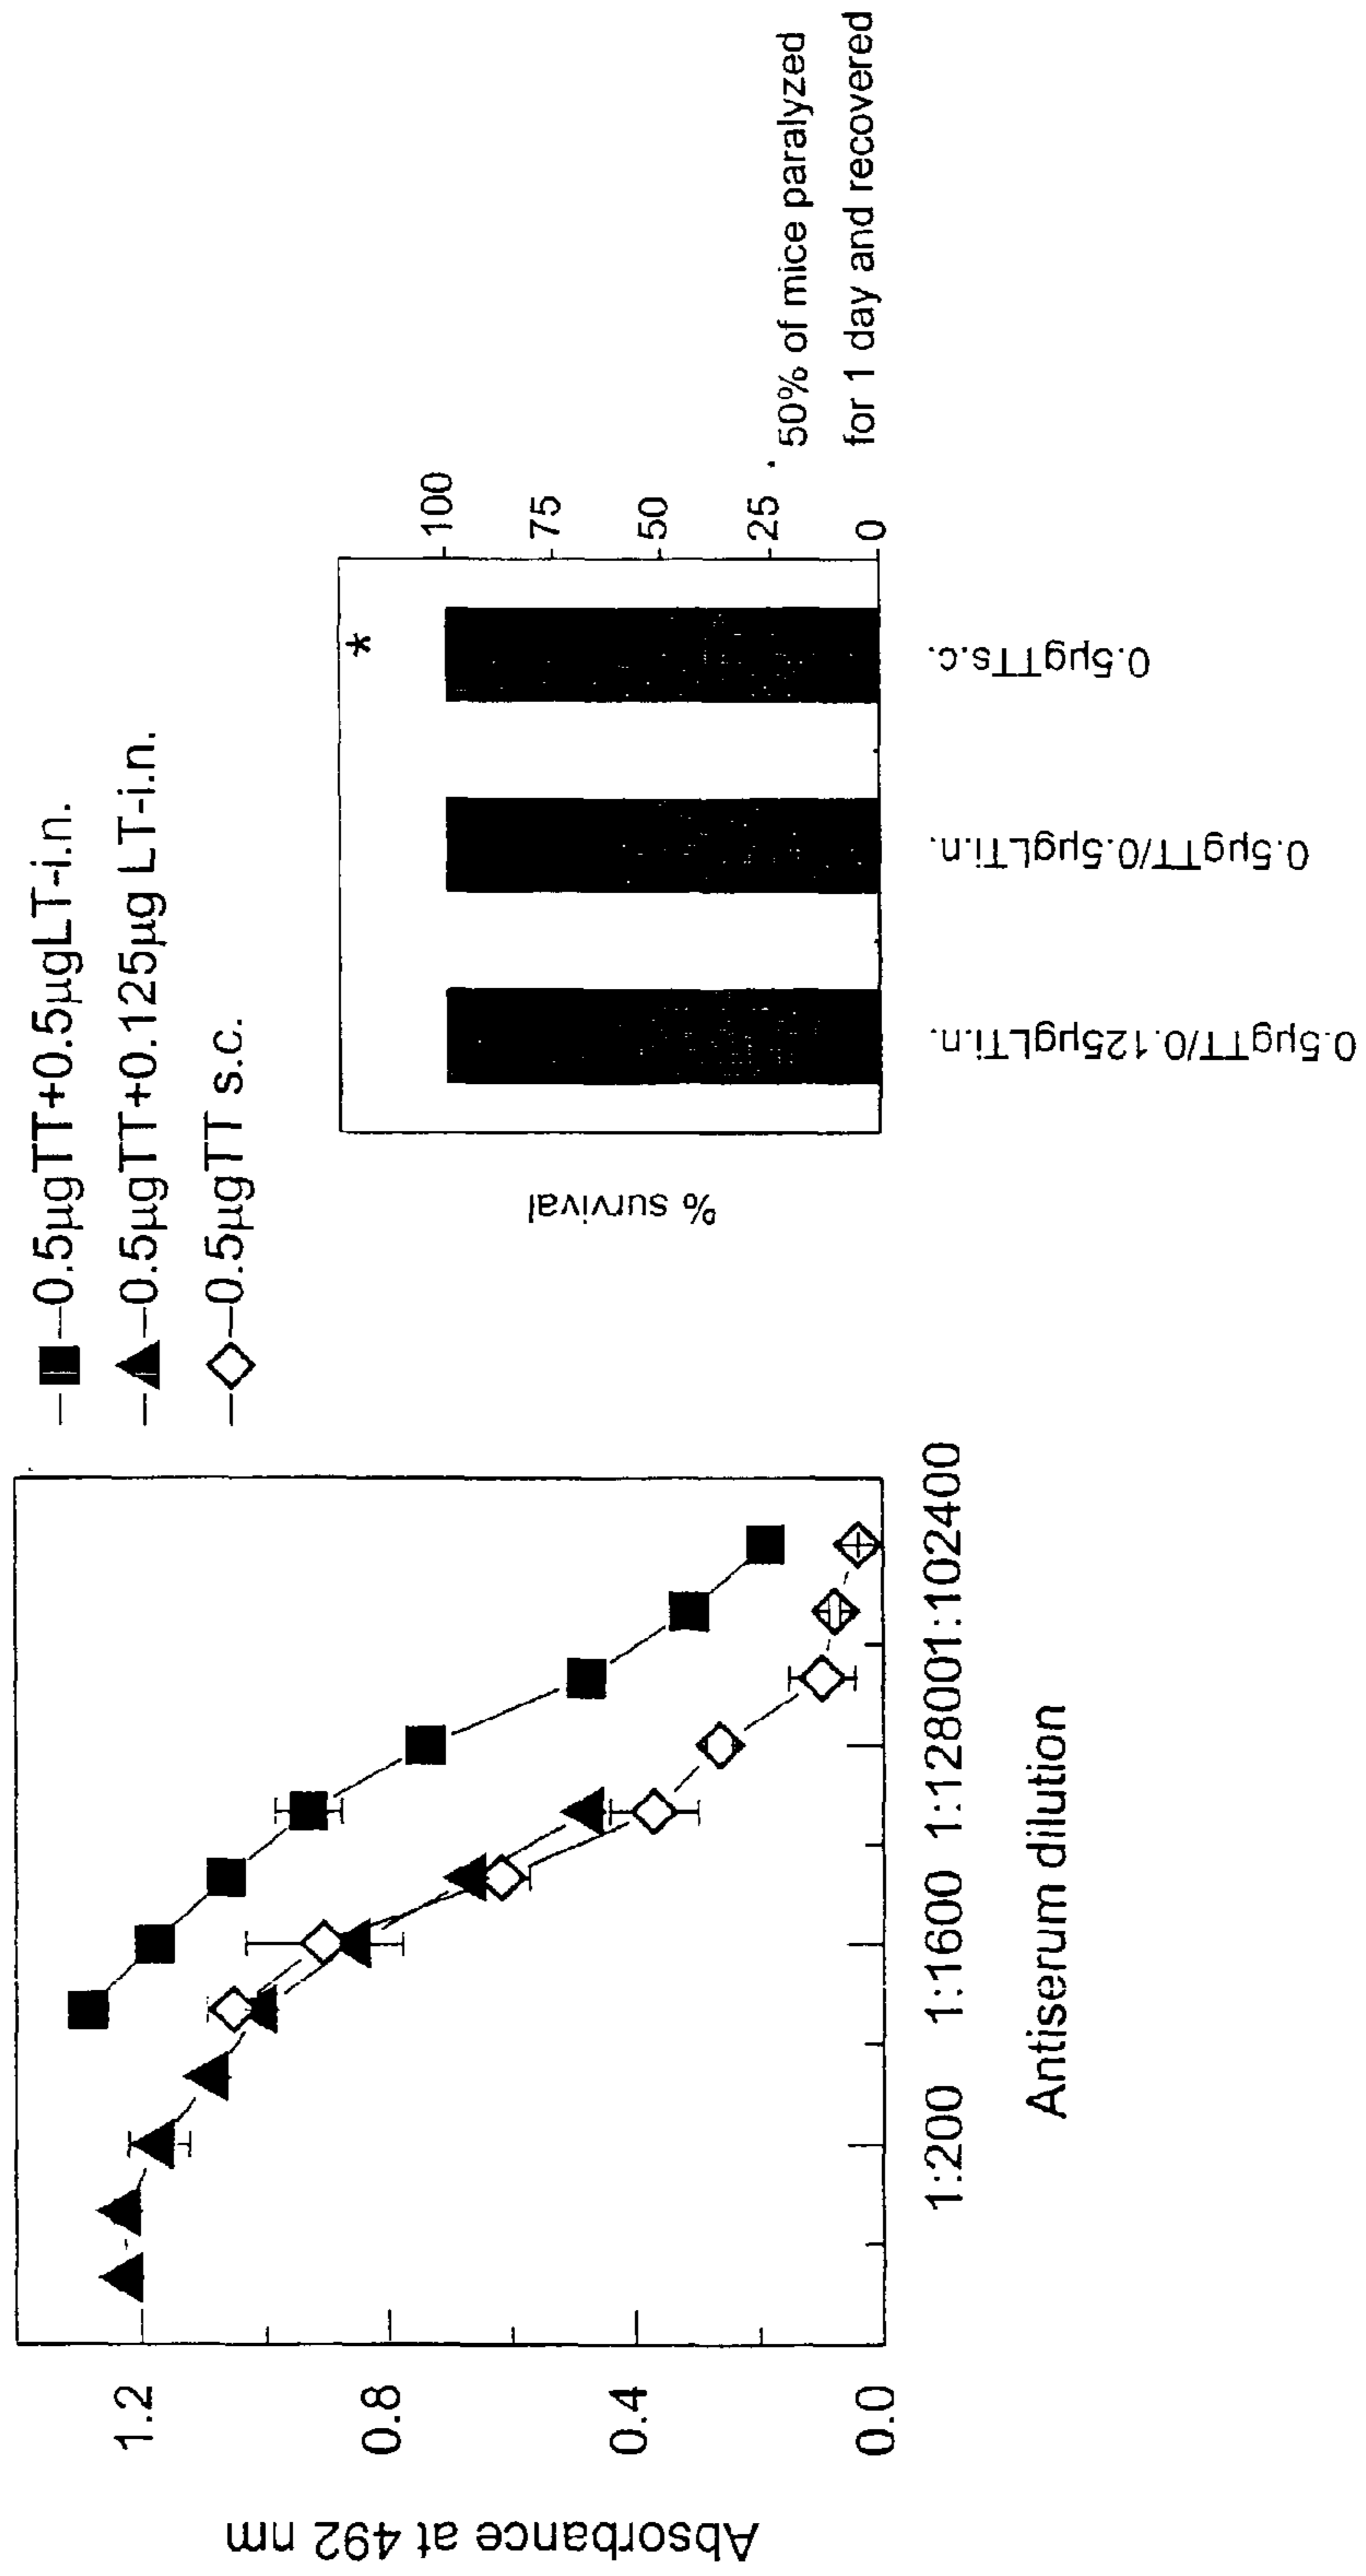 0.5µgTT+0.5µgLT-i.n.
0.5µgTT+0.125µg LT-i.n.
0.5µgTT s.c.
Absorbance at 492 nm
1.2
0.8
0.4
0.0
1:200 1:1600 1:12800 1:102400
Antiserum dilution
% survival
*
100
75
50
25
0
0.5µgTT/0.125µgLTi.n.
0.5µgTT/0.5µgLTi.n.
0.5µgTTs.c.
* 50% of mice paralyzed
for 1 day and recovered